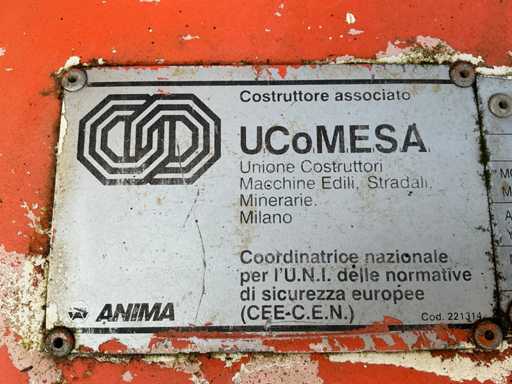 Costruttore associato
UCoMESA
Unione Costruttori
Macchine Edili, Stradali,
Minerarie.
Milano
Coordinatrice nazionale
per l'U.N.I. delle normative
di sicurezza europee
(CEE-C.E.N.)
ANIMA
Cod. 221314